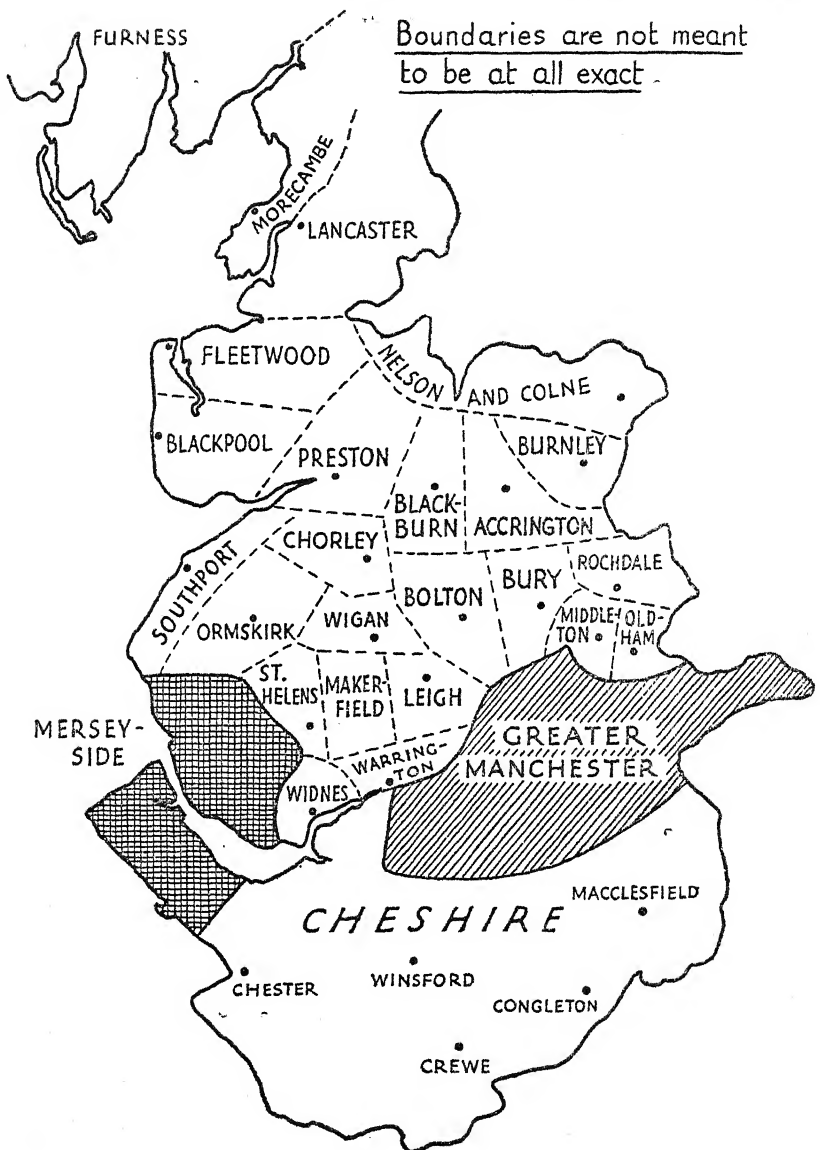 FURNESS
Boundaries are not meant
to be at all exact.
MORECAMBE
LANCASTER
FLEETWOOD
NELSON
AND COLNE
BLACKPOOL
BURNLEY
PRESTON
BLACK-
BURN
ACCRINGTON
SOUTHPORT
CHORLEY
ROCHDALE
BURY
BOLTON
MIDDLE-
TON
OLD-
HAM
ORMSKIRK
WIGAN
ST.
HELENS
MAKER-
FIELD
LEIGH
MERSEY-
SIDE
GREATER
MANCHESTER
WARRING-
TON
WIDNES
CHESHIRE
MACCLESFIELD
CHESTER
WINSFORD
CONGLETON
CREWE